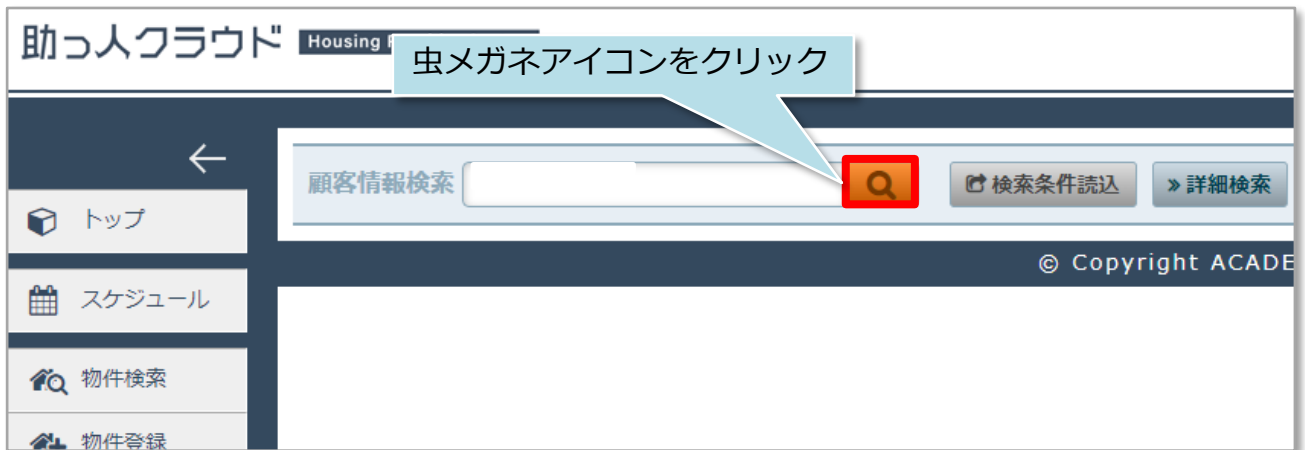 助っ人クラウド Housing
虫メガネアイコンをクリック
顧客情報検索 検索条件読込 » 詳細検索
トップ
© Copyright ACADE
スケジュール
物件検索
物件登録